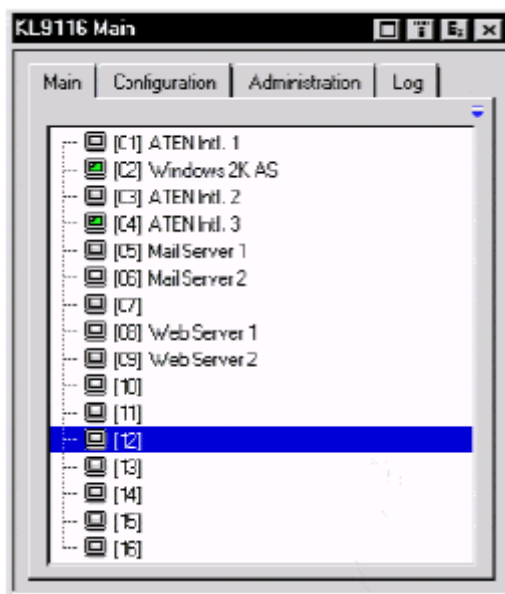 KL9116 Main
Main Configuration Administration Log
[01] ATEN Intl. 1
[02] Windows 2K AS
[03] ATEN Intl. 2
[04] ATEN Intl. 3
[05] Mail Server 1
[06] Mail Server 2
[07]
[08] Web Server 1
[09] Web Server 2
[10]
[11]
[12]
[13]
[14]
[15]
[16]